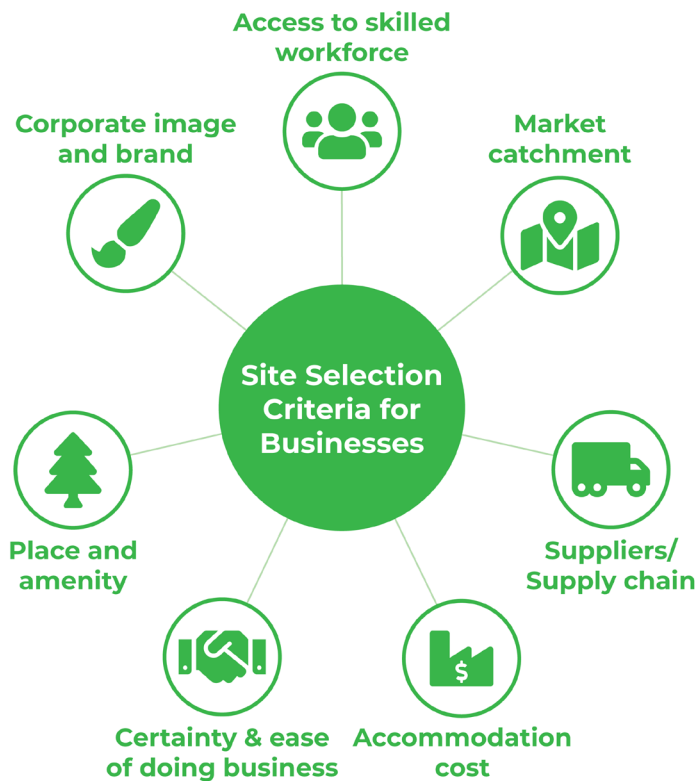 Access to skilled
workforce
Corporate image
and brand
Market
catchment
Site Selection
Criteria for
Businesses
Place and
amenity
Suppliers/
Supply chain
$
Certainty & ease
of doing business
Accommodation
cost